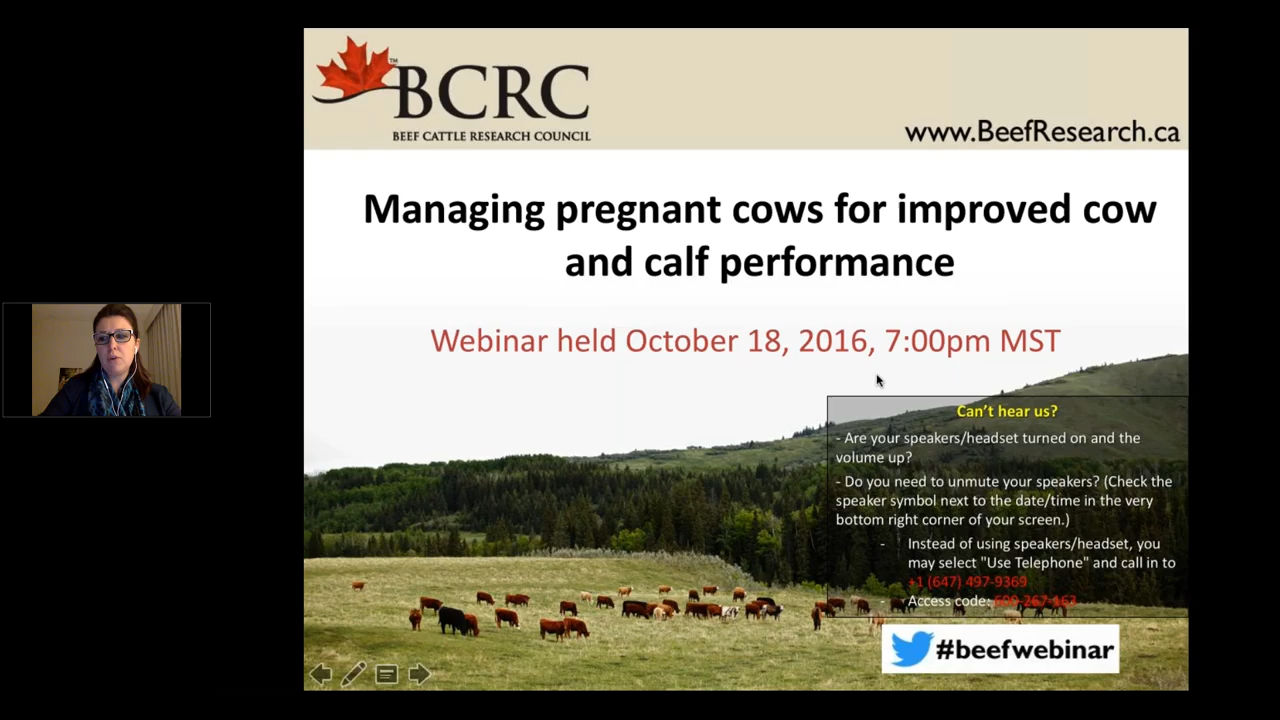 BCRC™
BEEF CATTLE RESEARCH COUNCIL
www.BeefResearch.ca
Managing pregnant cows for improved cow
and calf performance
Webinar held October 18, 2016, 7:00pm MST
Can't hear us?
- Are your speakers/headset turned on and the
volume up?
- Do you need to unmute your speakers? (Check the
speaker symbol next to the date/time in the very
bottom right corner of your screen.)
- Instead of using speakers/headset, you
may select "Use Telephone" and call in to
+1 (647) 497-9369
- Access code:
#beefwebinar